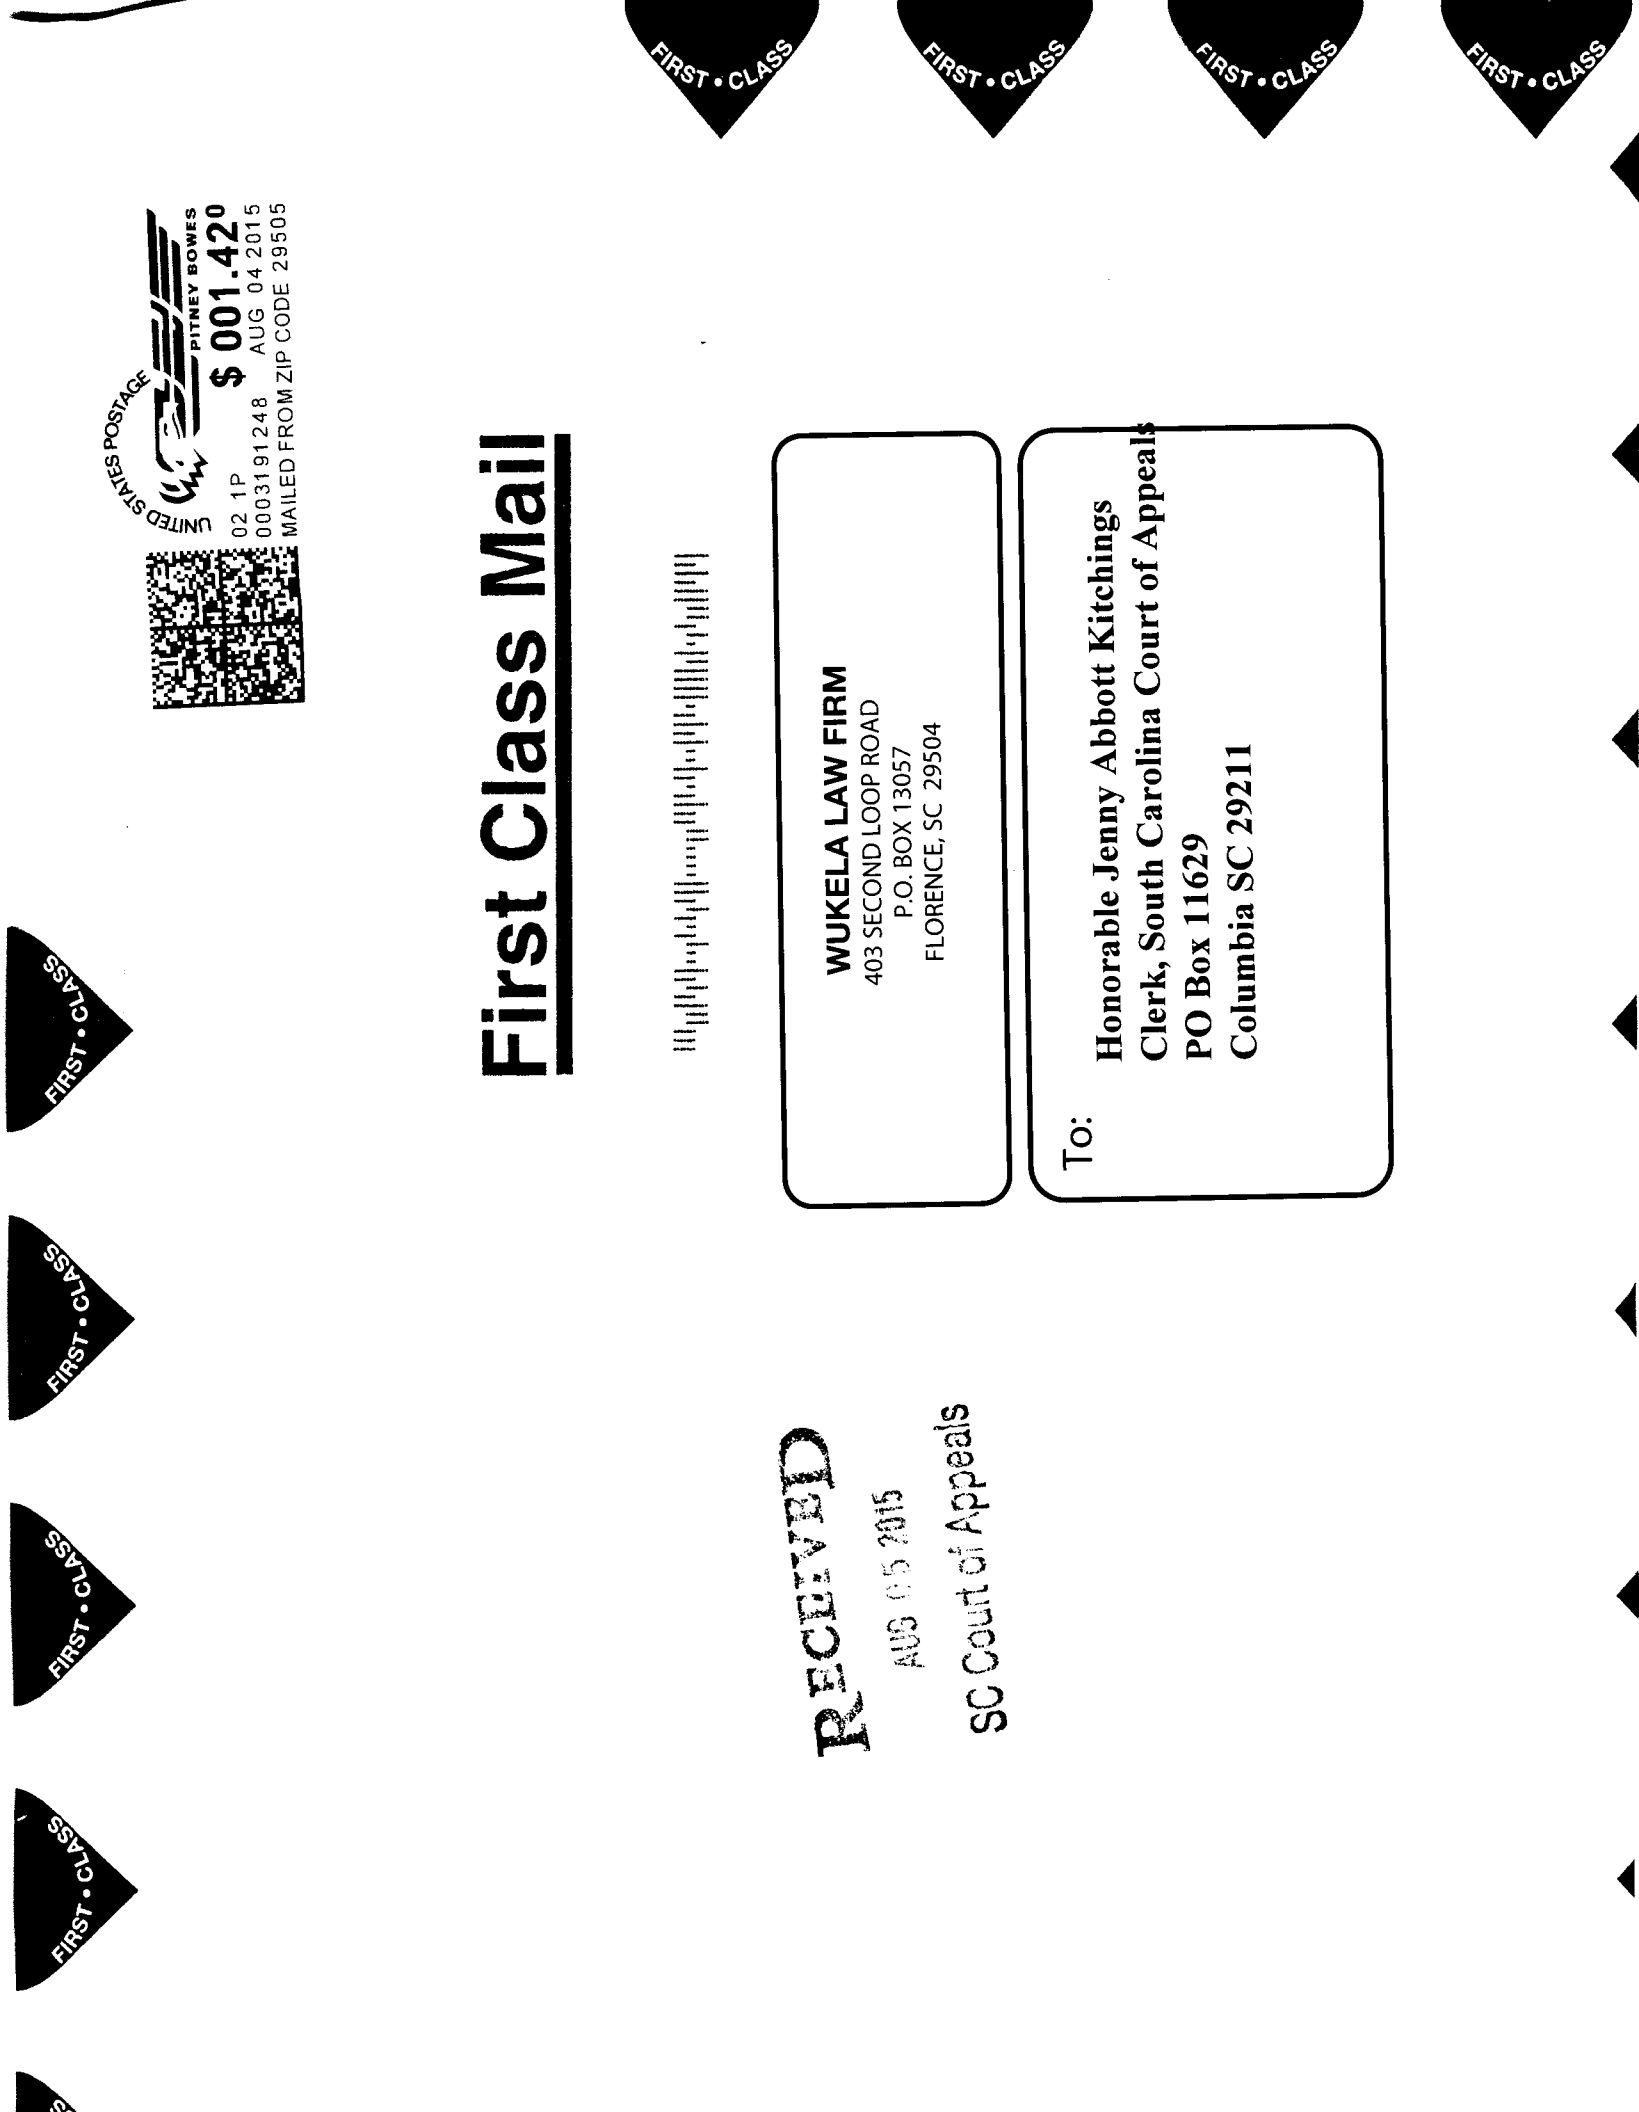 UNITED STATES POSTAGE
PITNEY BOWES
02 1P
$ 001.42⁰
0003191248
AUG 04 2015
MAILED FROM ZIP CODE 29505
First Class Mail
WUKELA LAW FIRM
403 SECOND LOOP ROAD
P.O. BOX 13057
FLORENCE, SC 29504
To:
Honorable Jenny Abbott Kitchings
Clerk, South Carolina Court of Appeals
PO Box 11629
Columbia SC 29211
RECEIVED
AUG 05 2015
SC Court of Appeals
FIRST • CLASS
FIRST • CLASS
FIRST • CLASS
FIRST • CLASS
FIRST • CLASS
FIRST • CLASS
FIRST • CLASS
FIRST • CLASS